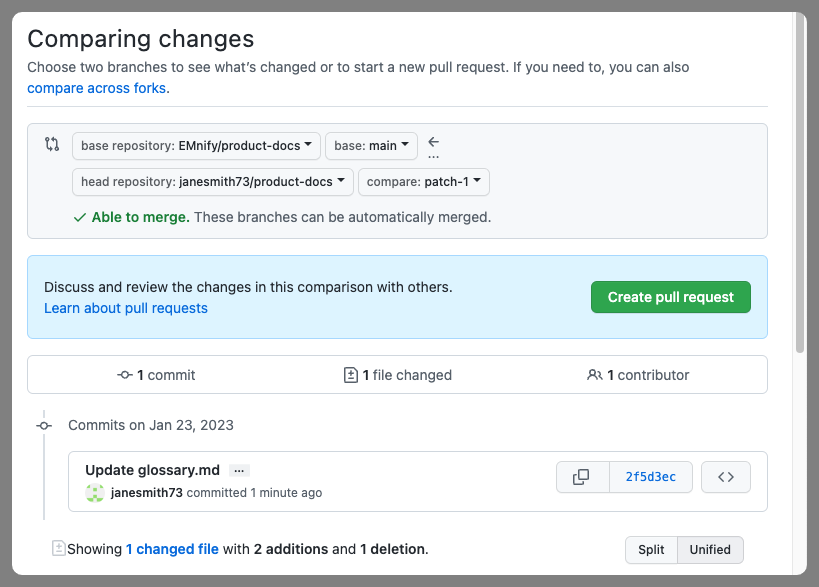 Comparing changes
Choose two branches to see what's changed or to start a new pull request. If you need to, you can also
compare across forks.
base repository: EMnify/product-docs base: main
...
head repository: janesmith73/product-docs compare: patch-1
Able to merge. These branches can be automatically merged.
Discuss and review the changes in this comparison with others.
Learn about pull requests
Create pull request
1 commit 1 file changed 1 contributor
Commits on Jan 23, 2023
Update glossary.md ...
janesmith73 committed 1 minute ago
2f5d3ec
Showing 1 changed file with 2 additions and 1 deletion.
Split Unified